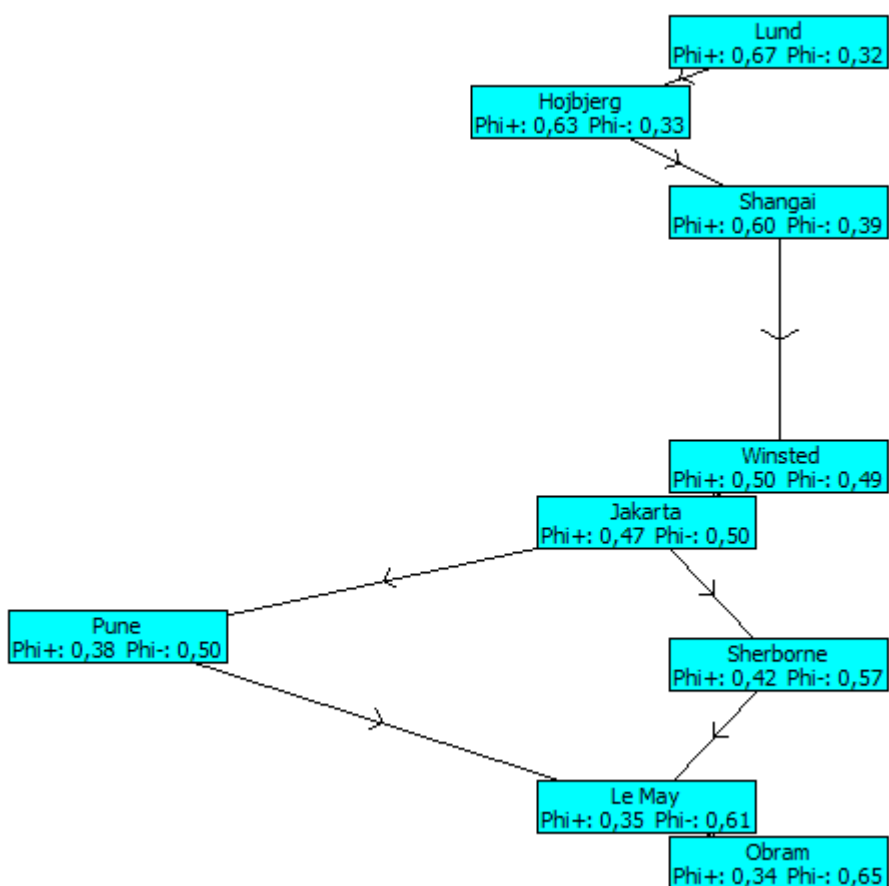 Lund
Phi+: 0,67 Phi-: 0,32
Hojbjerg
Phi+: 0,63 Phi-: 0,33
Shangai
Phi+: 0,60 Phi-: 0,39
Winsted
Phi+: 0,50 Phi-: 0,49
Jakarta
Phi+: 0,47 Phi-: 0,50
Pune
Phi+: 0,38 Phi-: 0,50
Sherborne
Phi+: 0,42 Phi-: 0,57
Le May
Phi+: 0,35 Phi-: 0,61
Obram
Phi+: 0,34 Phi-: 0,65